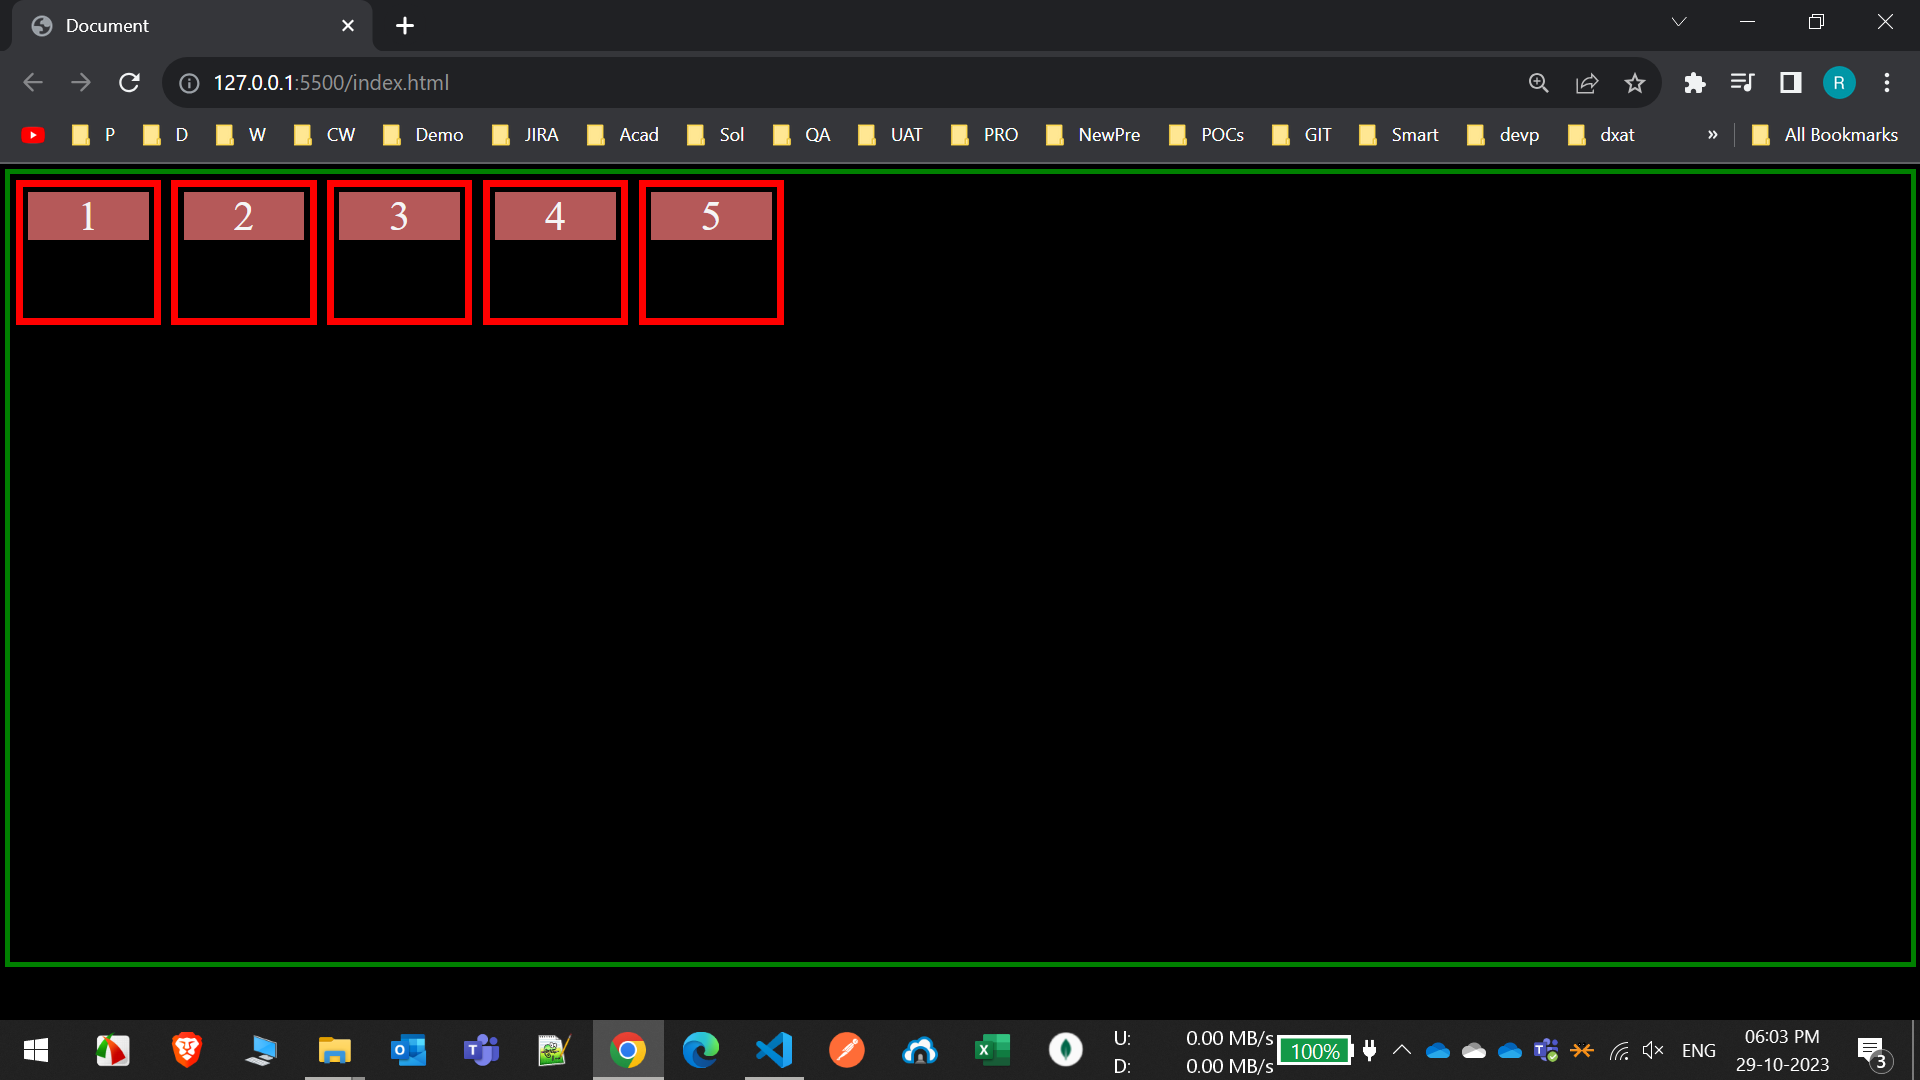 Document
127.0.0.1:5500/index.html
R
P D W CW Demo JIRA Acad Sol QA UAT PRO NewPre POCs GIT Smart devp dxat » All Bookmarks
1 2 3 4 5
U: 0.00 MB/s
D: 0.00 MB/s
100%
ENG
06:03 PM
29-10-2023
3